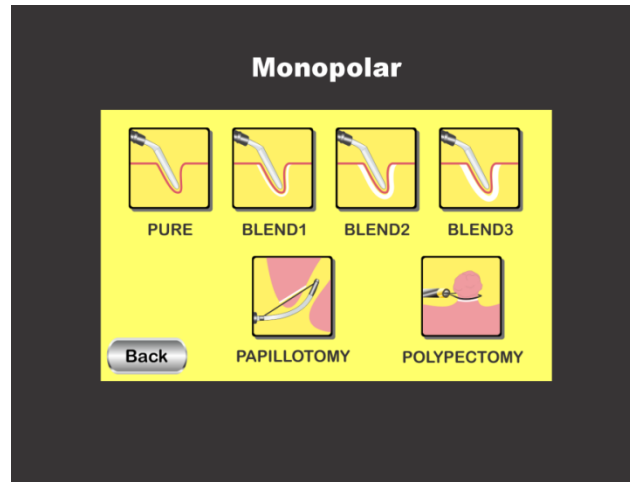 Monopolar
PURE BLEND1 BLEND2 BLEND3
PAPILLOTOMY POLYPECTOMY
Back